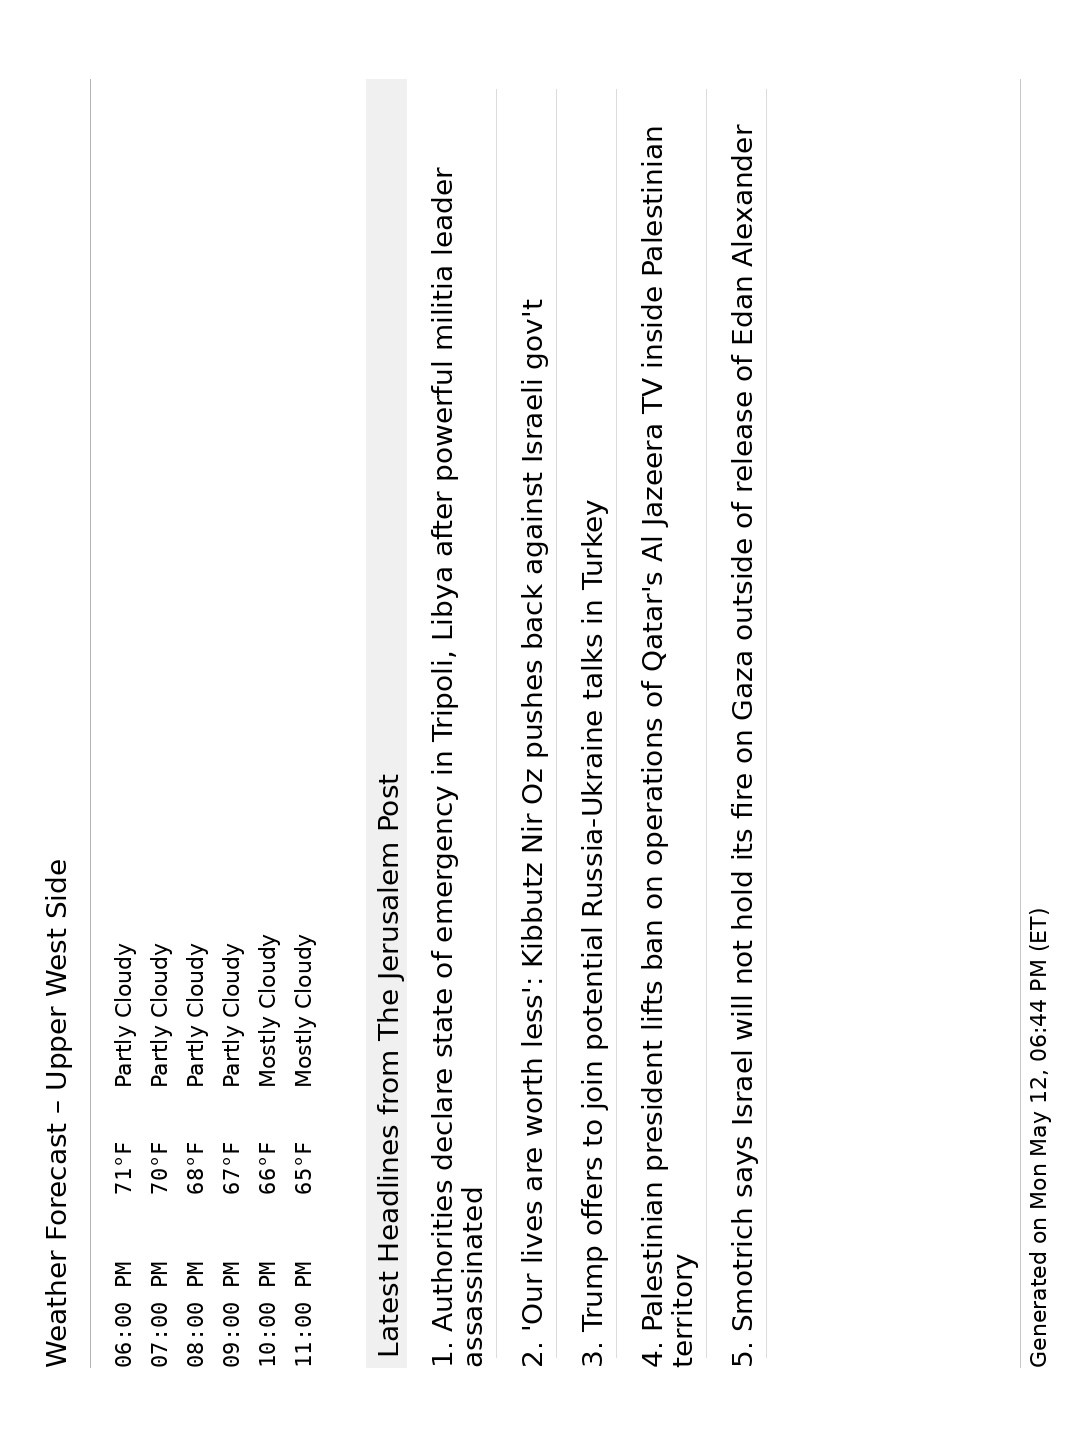 Weather Forecast – Upper West Side
06:00 PM 71°F Partly Cloudy
07:00 PM 70°F Partly Cloudy
08:00 PM 68°F Partly Cloudy
09:00 PM 67°F Partly Cloudy
10:00 PM 66°F Mostly Cloudy
11:00 PM 65°F Mostly Cloudy
Latest Headlines from The Jerusalem Post
1. Authorities declare state of emergency in Tripoli, Libya after powerful militia leader
assassinated
2. 'Our lives are worth less': Kibbutz Nir Oz pushes back against Israeli gov't
3. Trump offers to join potential Russia-Ukraine talks in Turkey
4. Palestinian president lifts ban on operations of Qatar's Al Jazeera TV inside Palestinian
territory
5. Smotrich says Israel will not hold its fire on Gaza outside of release of Edan Alexander
Generated on Mon May 12, 06:44 PM (ET)